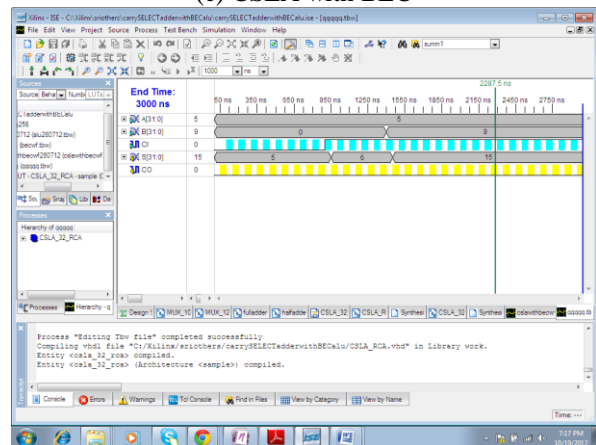 (c) CSLA with BEC
Xilinx - ISE - C:\Xilinx\sriothers\carrySELECTadderwithBECalu\carrySELECTadderwithBECalu.ise - [qqqqq.tbw]
File Edit View Project Source Process Test Bench Simulation Window Help
summ1
1000 ns
Sources
Processes
Hierarchy of qqqqq
CSLA_32_RCA
Processes Hierarchy - q
End Time:
3000 ns
2287.5 ns
50 ns 350 ns 650 ns 950 ns 1250 ns 1550 ns 1850 ns 2150 ns 2450 ns 2750 ns
A[31:0] 5 5
B[31:0] 9 0 9
CI 0
S[31:0] 15 5 6 15
CO 0
Design MUX_10 MUX_12 fulladder halfadde CSLA_32 CSLA_R Synthesi CSLA_32 Synthesi
Process "Editing Tbw file" completed successfully
Compiling vhdl file "C:/Xilinx/sriothers/carrySELECTadderwithBECalu/CSLA_RCA.vhd" in Library work.
Entity <csla_32_rca> compiled.
Entity <csla_32_rca> (Architecture <sample>) compiled.
Transcript
Console Errors Warnings Tcl Console Find in Files View by Category View by Name
Time: ---
7:17 PM
10/19/2012